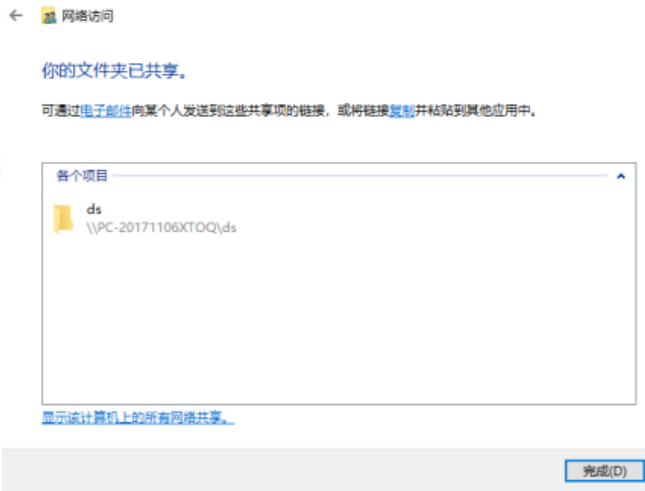 网络访问
你的文件夹已共享。
可通过电子邮件向某个人发送到这些共享项的链接，或将链接复制并粘贴到其他应用中。
各个项目
ds
\\PC-20171106XTOQ\ds
显示该计算机上的所有网络共享。
完成(D)